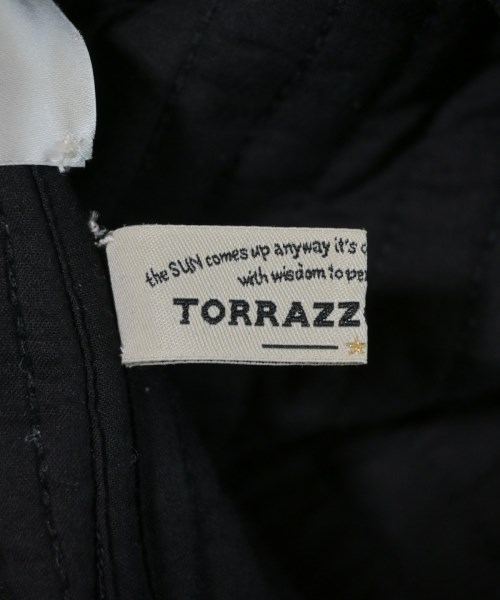 the SUN comes up anyway it's
with wisdom to
TORRAZZ